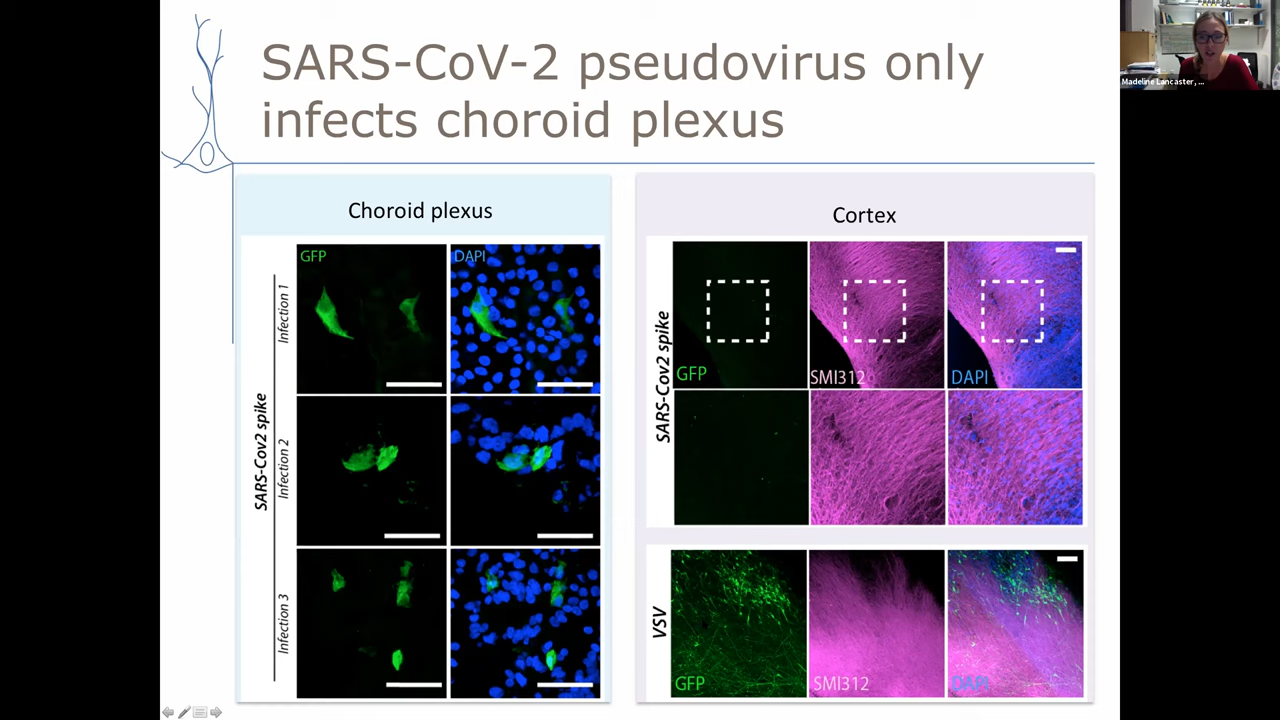 SARS-CoV-2 pseudovirus only
infects choroid plexus
Madeline Lancaster, ...
Choroid plexus
SARS-Cov2 spike
Infection 1
GFP
DAPI
Infection 2
Infection 3
Cortex
SARS-Cov2 spike
GFP
SMI312
DAPI
VSV
GFP
SMI312
DAPI